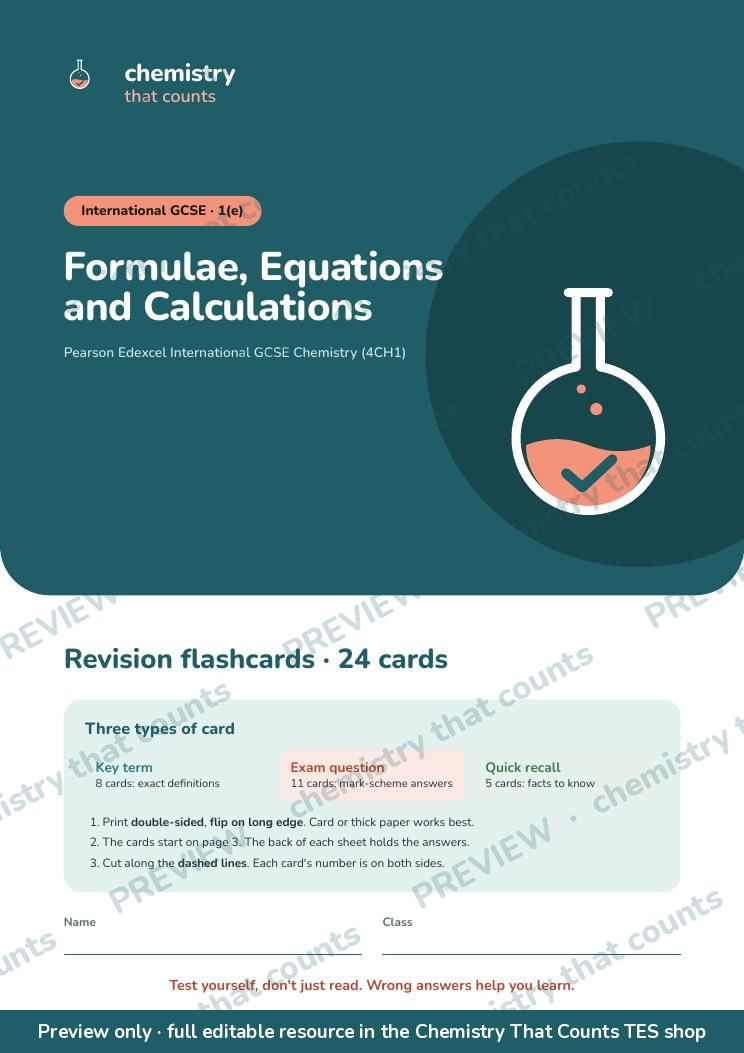 chemistry
that counts
International GCSE · 1(e)
Formulae, Equations
and Calculations
Pearson Edexcel International GCSE Chemistry (4CH1)
Revision flashcards · 24 cards
Three types of card
Key term
8 cards: exact definitions
Exam question
11 cards: mark-scheme answers
Quick recall
5 cards: facts to know
1. Print double-sided, flip on long edge. Card or thick paper works best.
2. The cards start on page 3. The back of each sheet holds the answers.
3. Cut along the dashed lines. Each card's number is on both sides.
Name
Class
Test yourself, don't just read. Wrong answers help you learn.
PREVIEW · chemistry that counts
Preview only · full editable resource in the Chemistry That Counts TES shop